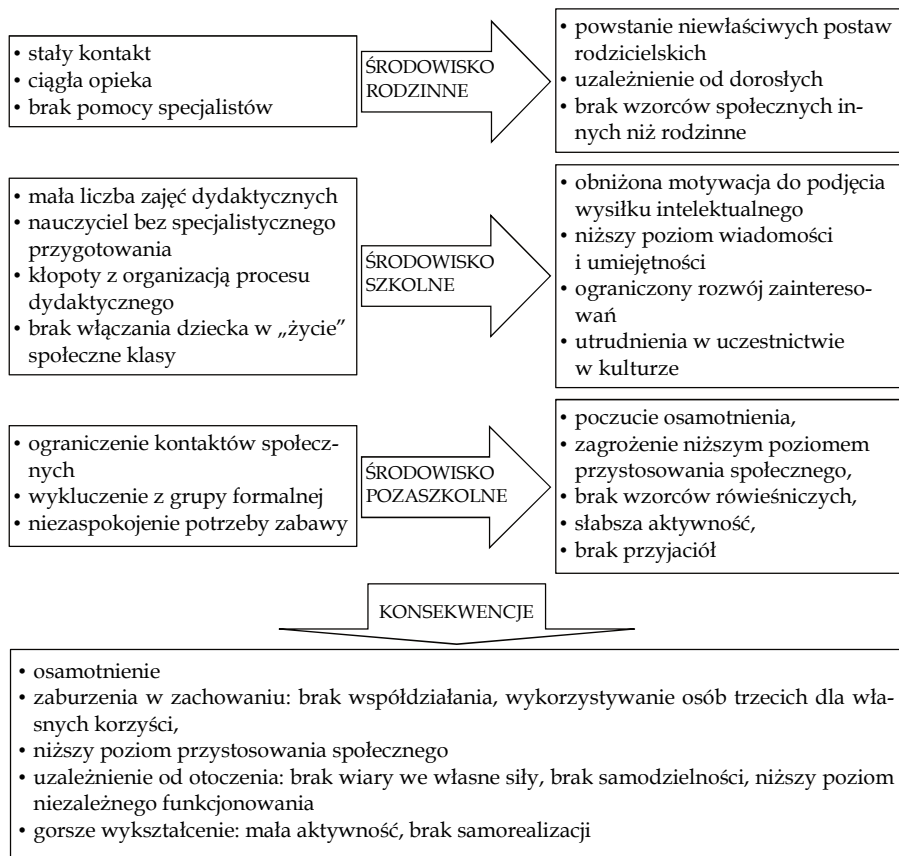 • stały kontakt
• ciągła opieka
• brak pomocy specjalistów
ŚRODOWISKO
RODZINNE
• powstanie niewłaściwych postaw
rodzicielskich
• uzależnienie od dorosłych
• brak wzorców społecznych in-
nych niż rodzinne
• mała liczba zajęć dydaktycznych
• nauczyciel bez specjalistycznego
przygotowania
• kłopoty z organizacją procesu
dydaktycznego
• brak włączania dziecka w „życie”
społeczne klasy
ŚRODOWISKO
SZKOLNE
• obniżona motywacja do podjęcia
wysiłku intelektualnego
• niższy poziom wiadomości
i umiejętności
• ograniczony rozwój zaintereso-
wań
• utrudnienia w uczestnictwie
w kulturze
• ograniczenie kontaktów społecz-
nych
• wykluczenie z grupy formalnej
• niezaspokojenie potrzeby zabawy
ŚRODOWISKO
POZASZKOLNE
• poczucie osamotnienia,
• zagrożenie niższym poziomem
przystosowania społecznego,
• brak wzorców rówieśniczych,
• słabsza aktywność,
• brak przyjaciół
KONSEKWENCJE
• osamotnienie
• zaburzenia w zachowaniu: brak współdziałania, wykorzystywanie osób trzecich dla wła-
snych korzyści,
• niższy poziom przystosowania społecznego
• uzależnienie od otoczenia: brak wiary we własne siły, brak samodzielności, niższy poziom
niezależnego funkcjonowania
• gorsze wykształcenie: mała aktywność, brak samorealizacji